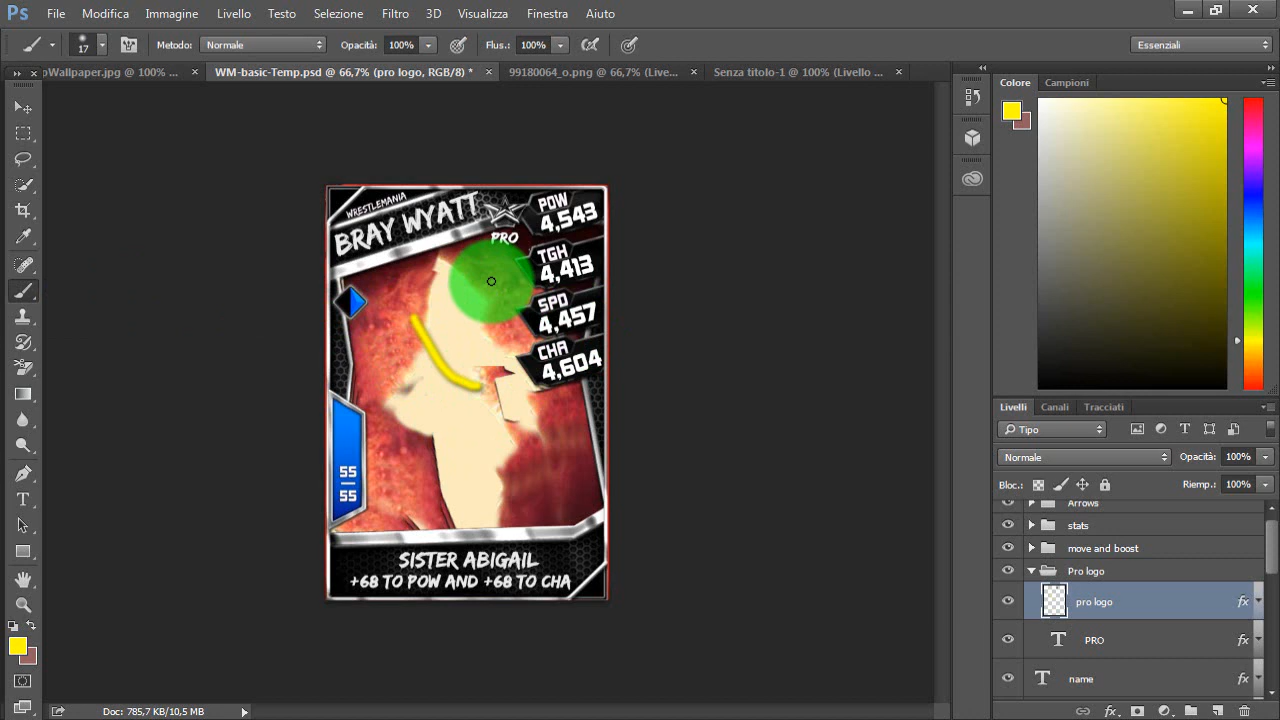 Ps File Modifica Immagine Livello Testo Selezione Filtro 3D Visualizza Finestra Aiuto
17 Metodo: Normale Opacità: 100% Flus.: 100% Essenziali
pWallpaper.jpg @ 100% ... × WM-basic-Temp.psd @ 66,7% (pro logo, RGB/8) * × 99180064_o.png @ 66,7% (Live... × Senza titolo-1 @ 100% (Livello ... ×
Colore Campioni
WRESTLEMANIA
BRAY WYATT
PRO
POW
4,543
TGH
4,413
SPD
4,457
CHA
4,604
55
55
SISTER ABIGAIL
+68 TO POW AND +68 TO CHA
Livelli Canali Tracciati
Tipo
Normale Opacità: 100%
Bloc.: Riemp.: 100%
Arrows
stats
move and boost
Pro logo
pro logo fx
T PRO fx
T name fx
fx
Doc: 785,7 KB/10,5 MB